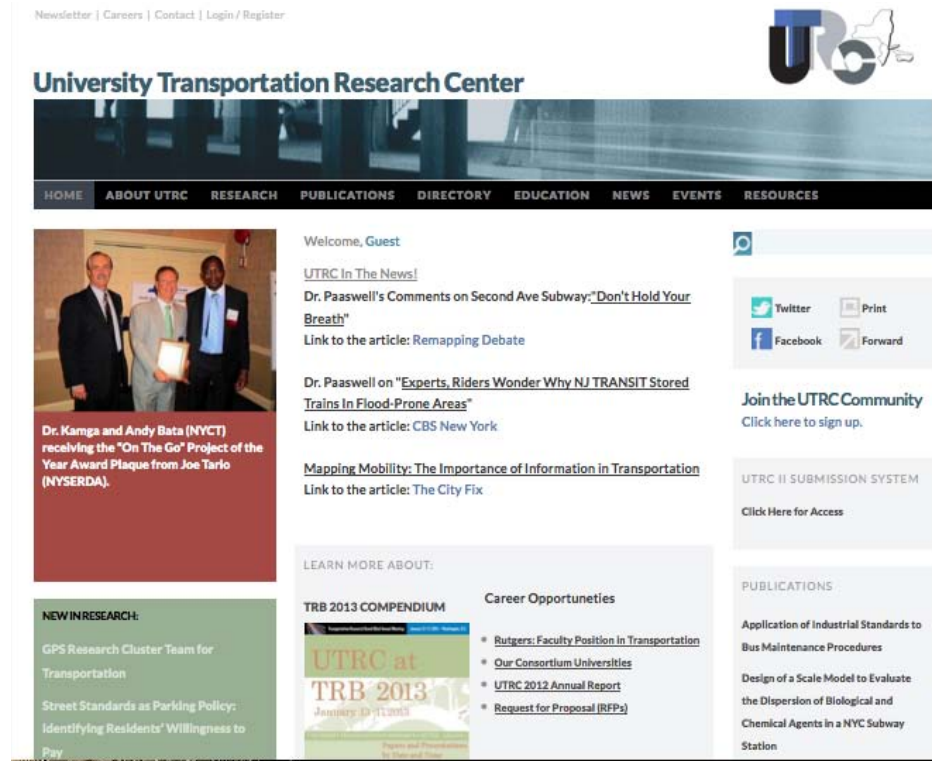 Newsletter | Careers | Contact | Login / Register
UTRC
University Transportation Research Center
HOME ABOUT UTRC RESEARCH PUBLICATIONS DIRECTORY EDUCATION NEWS EVENTS RESOURCES
Dr. Kamga and Andy Bata (NYCT)
receiving the "On The Go" Project of the
Year Award Plaque from Joe Tario
(NYSERDA).
NEW IN RESEARCH:
GPS Research Cluster Team for
Transportation
Street Standards as Parking Policy:
Identifying Residents' Willingness to
Pay
Welcome, Guest
UTRC In The News!
Dr. Paaswell's Comments on Second Ave Subway:"Don't Hold Your
Breath"
Link to the article: Remapping Debate
Dr. Paaswell on "Experts, Riders Wonder Why NJ TRANSIT Stored
Trains In Flood-Prone Areas"
Link to the article: CBS New York
Mapping Mobility: The Importance of Information in Transportation
Link to the article: The City Fix
LEARN MORE ABOUT:
TRB 2013 COMPENDIUM
UTRC at
TRB 2013
January 13-17, 2013
Papers and Presentations
by Date and Time
Career Opportuneties
Rutgers: Faculty Position in Transportation
Our Consortium Universities
UTRC 2012 Annual Report
Request for Proposal (RFPs)
Twitter
Print
Facebook
Forward
Join the UTRC Community
Click here to sign up.
UTRC II SUBMISSION SYSTEM
Click Here for Access
PUBLICATIONS
Application of Industrial Standards to
Bus Maintenance Procedures
Design of a Scale Model to Evaluate
the Dispersion of Biological and
Chemical Agents in a NYC Subway
Station